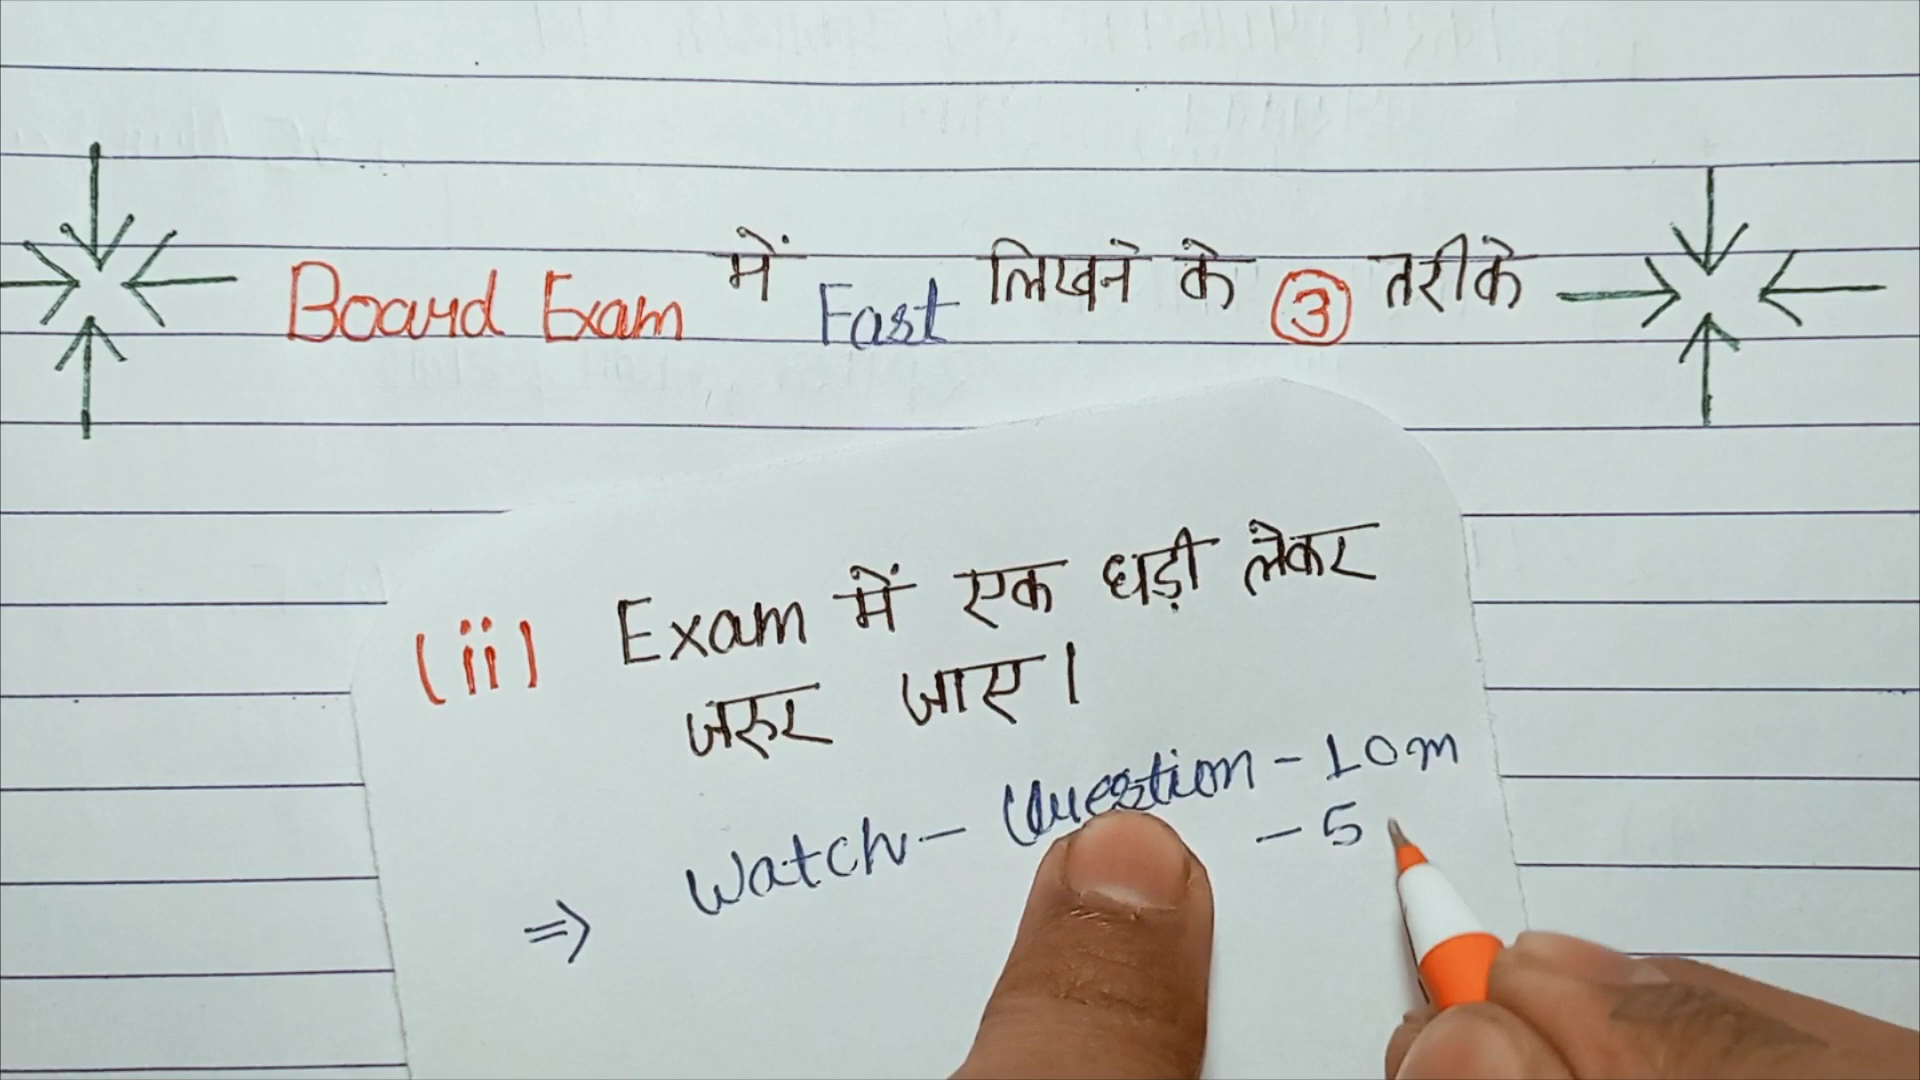 Board Exam में Fast लिखने के 3 तरीके
(ii) Exam में एक घड़ी लेकर
जरुर जाए।
⇒ Watch - Question - 10m
- 5